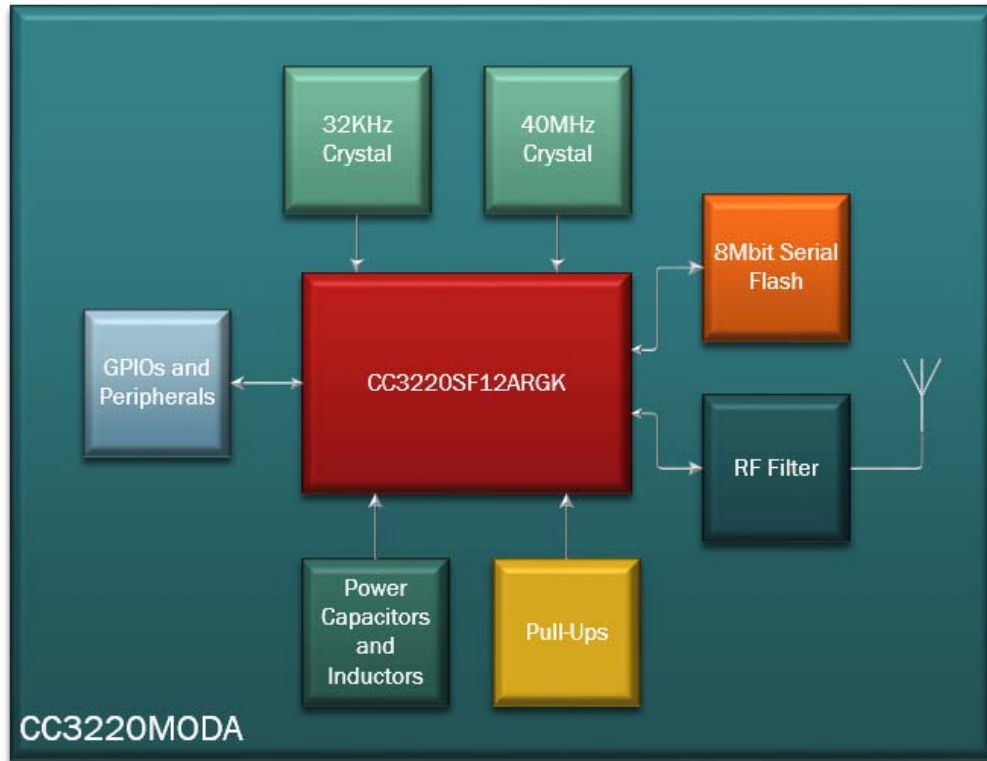 32KHz
Crystal
40MHz
Crystal
8Mbit Serial
Flash
GPIOs and
Peripherals
CC3220SF12ARGK
RF Filter
Power
Capacitors
and
Inductors
Pull-Ups
CC3220MODA